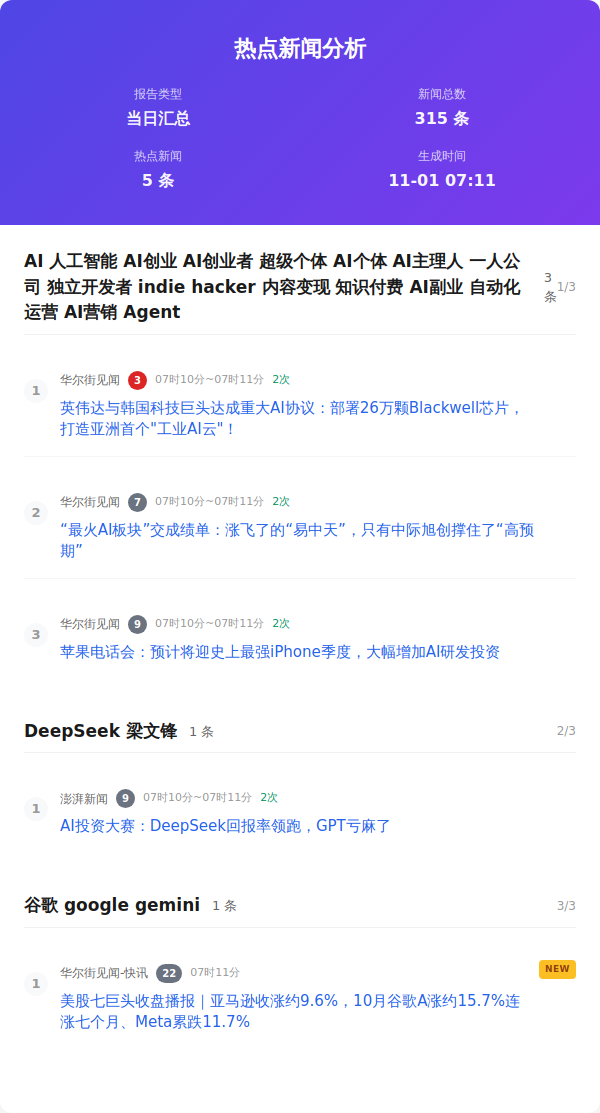 热点新闻分析
报告类型
新闻总数
当日汇总
315 条
热点新闻
生成时间
5 条
11-01 07:11
AI 人工智能 AI创业 AI创业者 超级个体 AI个体 AI主理人 一人公
司 独立开发者 indie hacker 内容变现 知识付费 AI副业 自动化
运营 AI营销 Agent
3
条
1/3
1
华尔街见闻 3 07时10分~07时11分 2次
英伟达与韩国科技巨头达成重大AI协议：部署26万颗Blackwell芯片，
打造亚洲首个"工业AI云"！
2
华尔街见闻 7 07时10分~07时11分 2次
“最火AI板块”交成绩单：涨飞了的“易中天”，只有中际旭创撑住了“高预
期”
3
华尔街见闻 9 07时10分~07时11分 2次
苹果电话会：预计将迎史上最强iPhone季度，大幅增加AI研发投资
DeepSeek 梁文锋 1 条 2/3
1
澎湃新闻 9 07时10分~07时11分 2次
AI投资大赛：DeepSeek回报率领跑，GPT亏麻了
谷歌 google gemini 1 条 3/3
1
华尔街见闻-快讯 22 07时11分
NEW
美股七巨头收盘播报｜亚马逊收涨约9.6%，10月谷歌A涨约15.7%连
涨七个月、Meta累跌11.7%